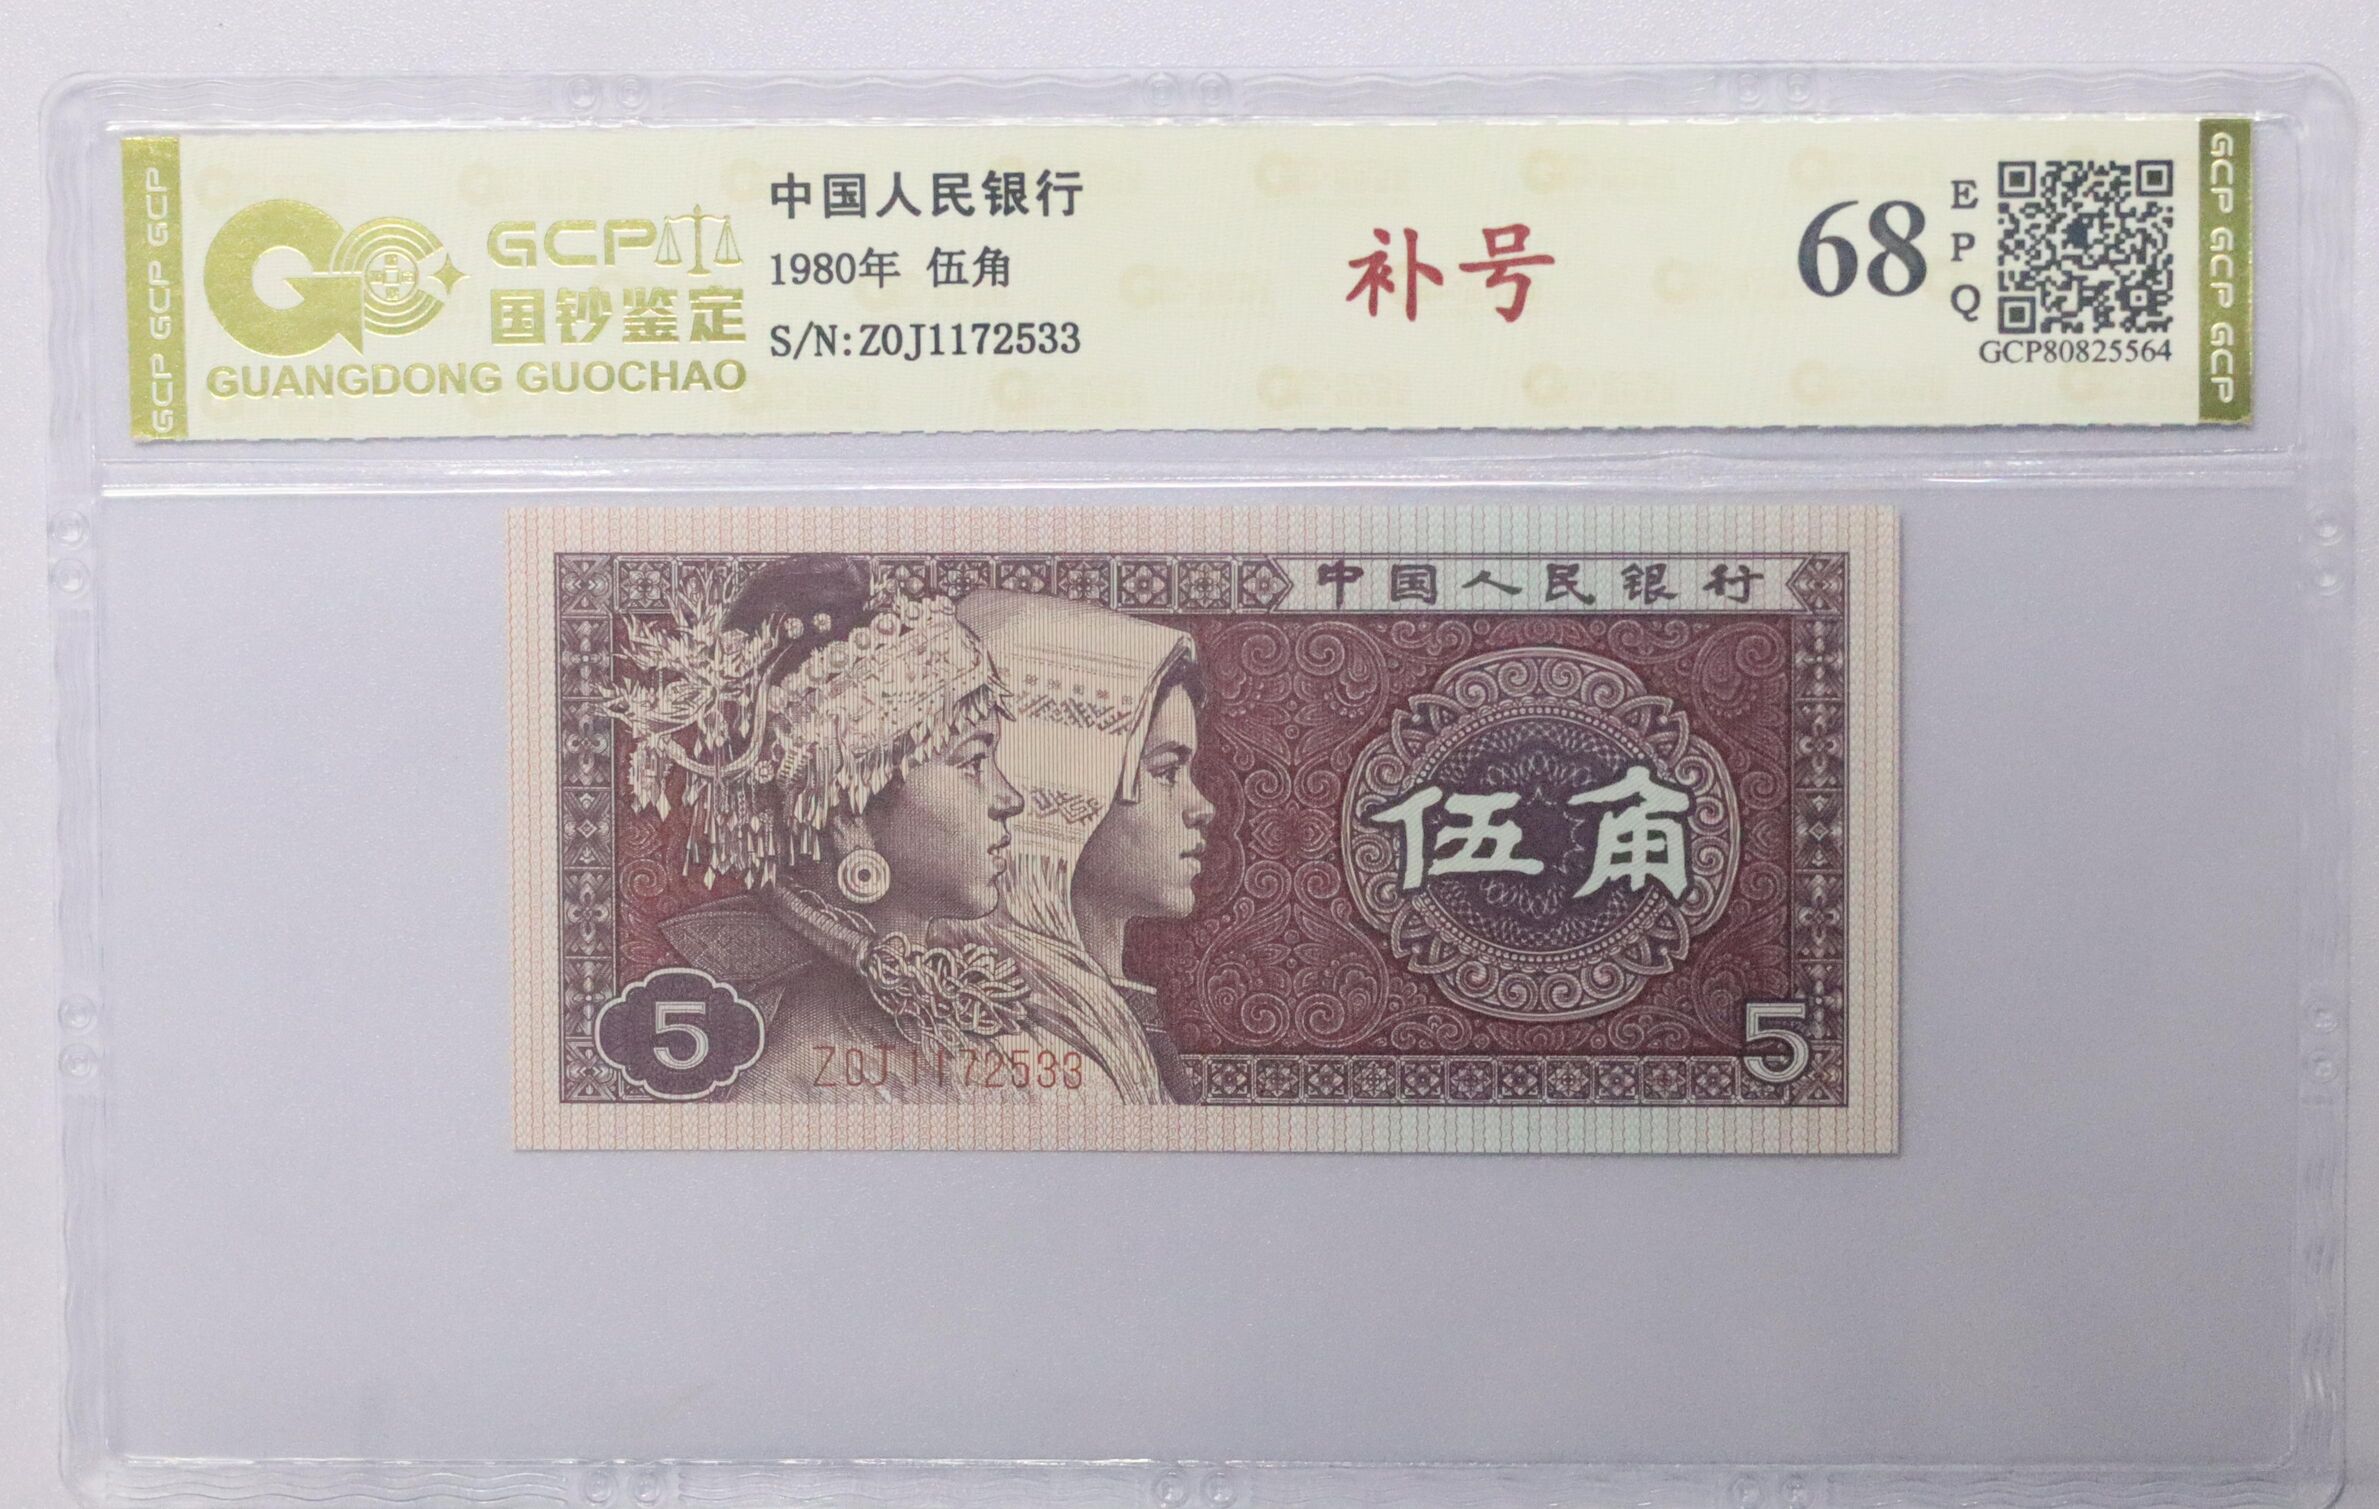 GCP GCP GCP
GCP
国钞鉴定
GUANGDONG GUOCHAO
中国人民银行
1980年 伍角
S/N:Z0J1172533
补号
68
E
P
Q
GCP80825564
GCP GCP GCP
中国人民银行
伍角
5
Z0J1172533
5